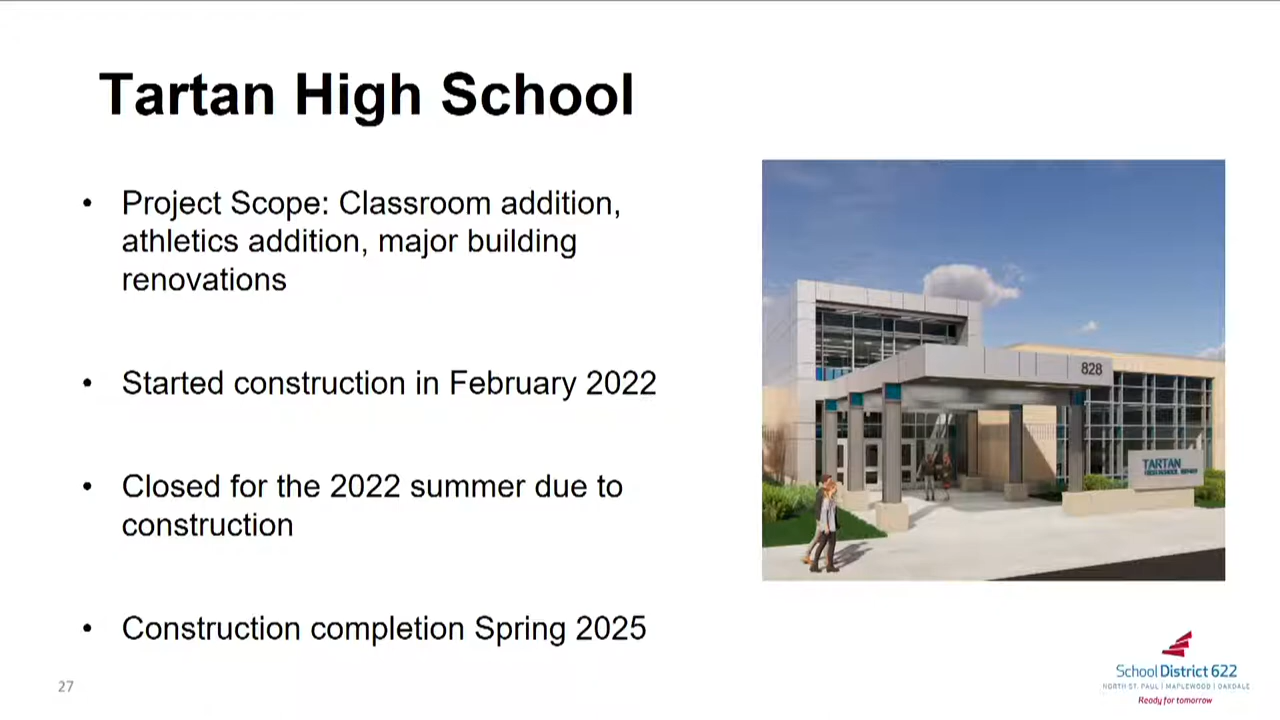 Tartan High School
• Project Scope: Classroom addition,
athletics addition, major building
renovations
• Started construction in February 2022
• Closed for the 2022 summer due to
construction
• Construction completion Spring 2025
828
TARTAN
HIGH SCHOOL
27
School District 622
NORTH ST. PAUL | MAPLEWOOD | OAKDALE
Ready for tomorrow